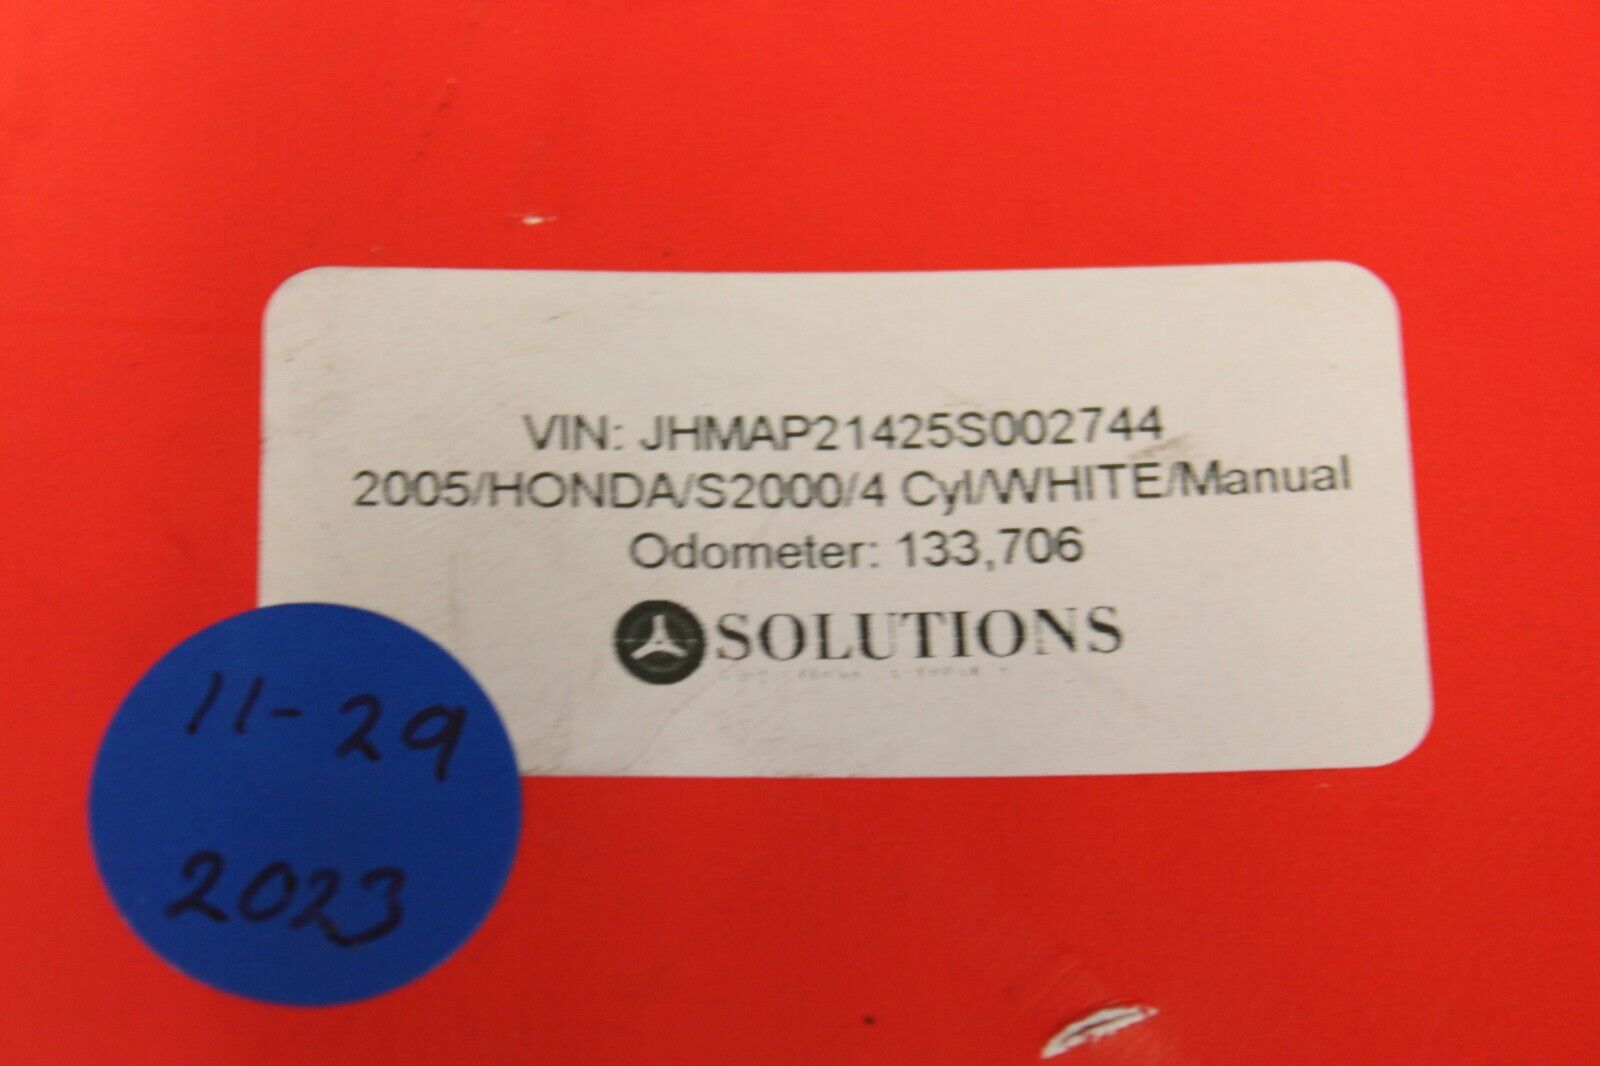 VIN: JHMAP21425S002744
2005/HONDA/S2000/4 Cyl/WHITE/Manual
Odometer: 133,706
SOLUTIONS
11-29
2023